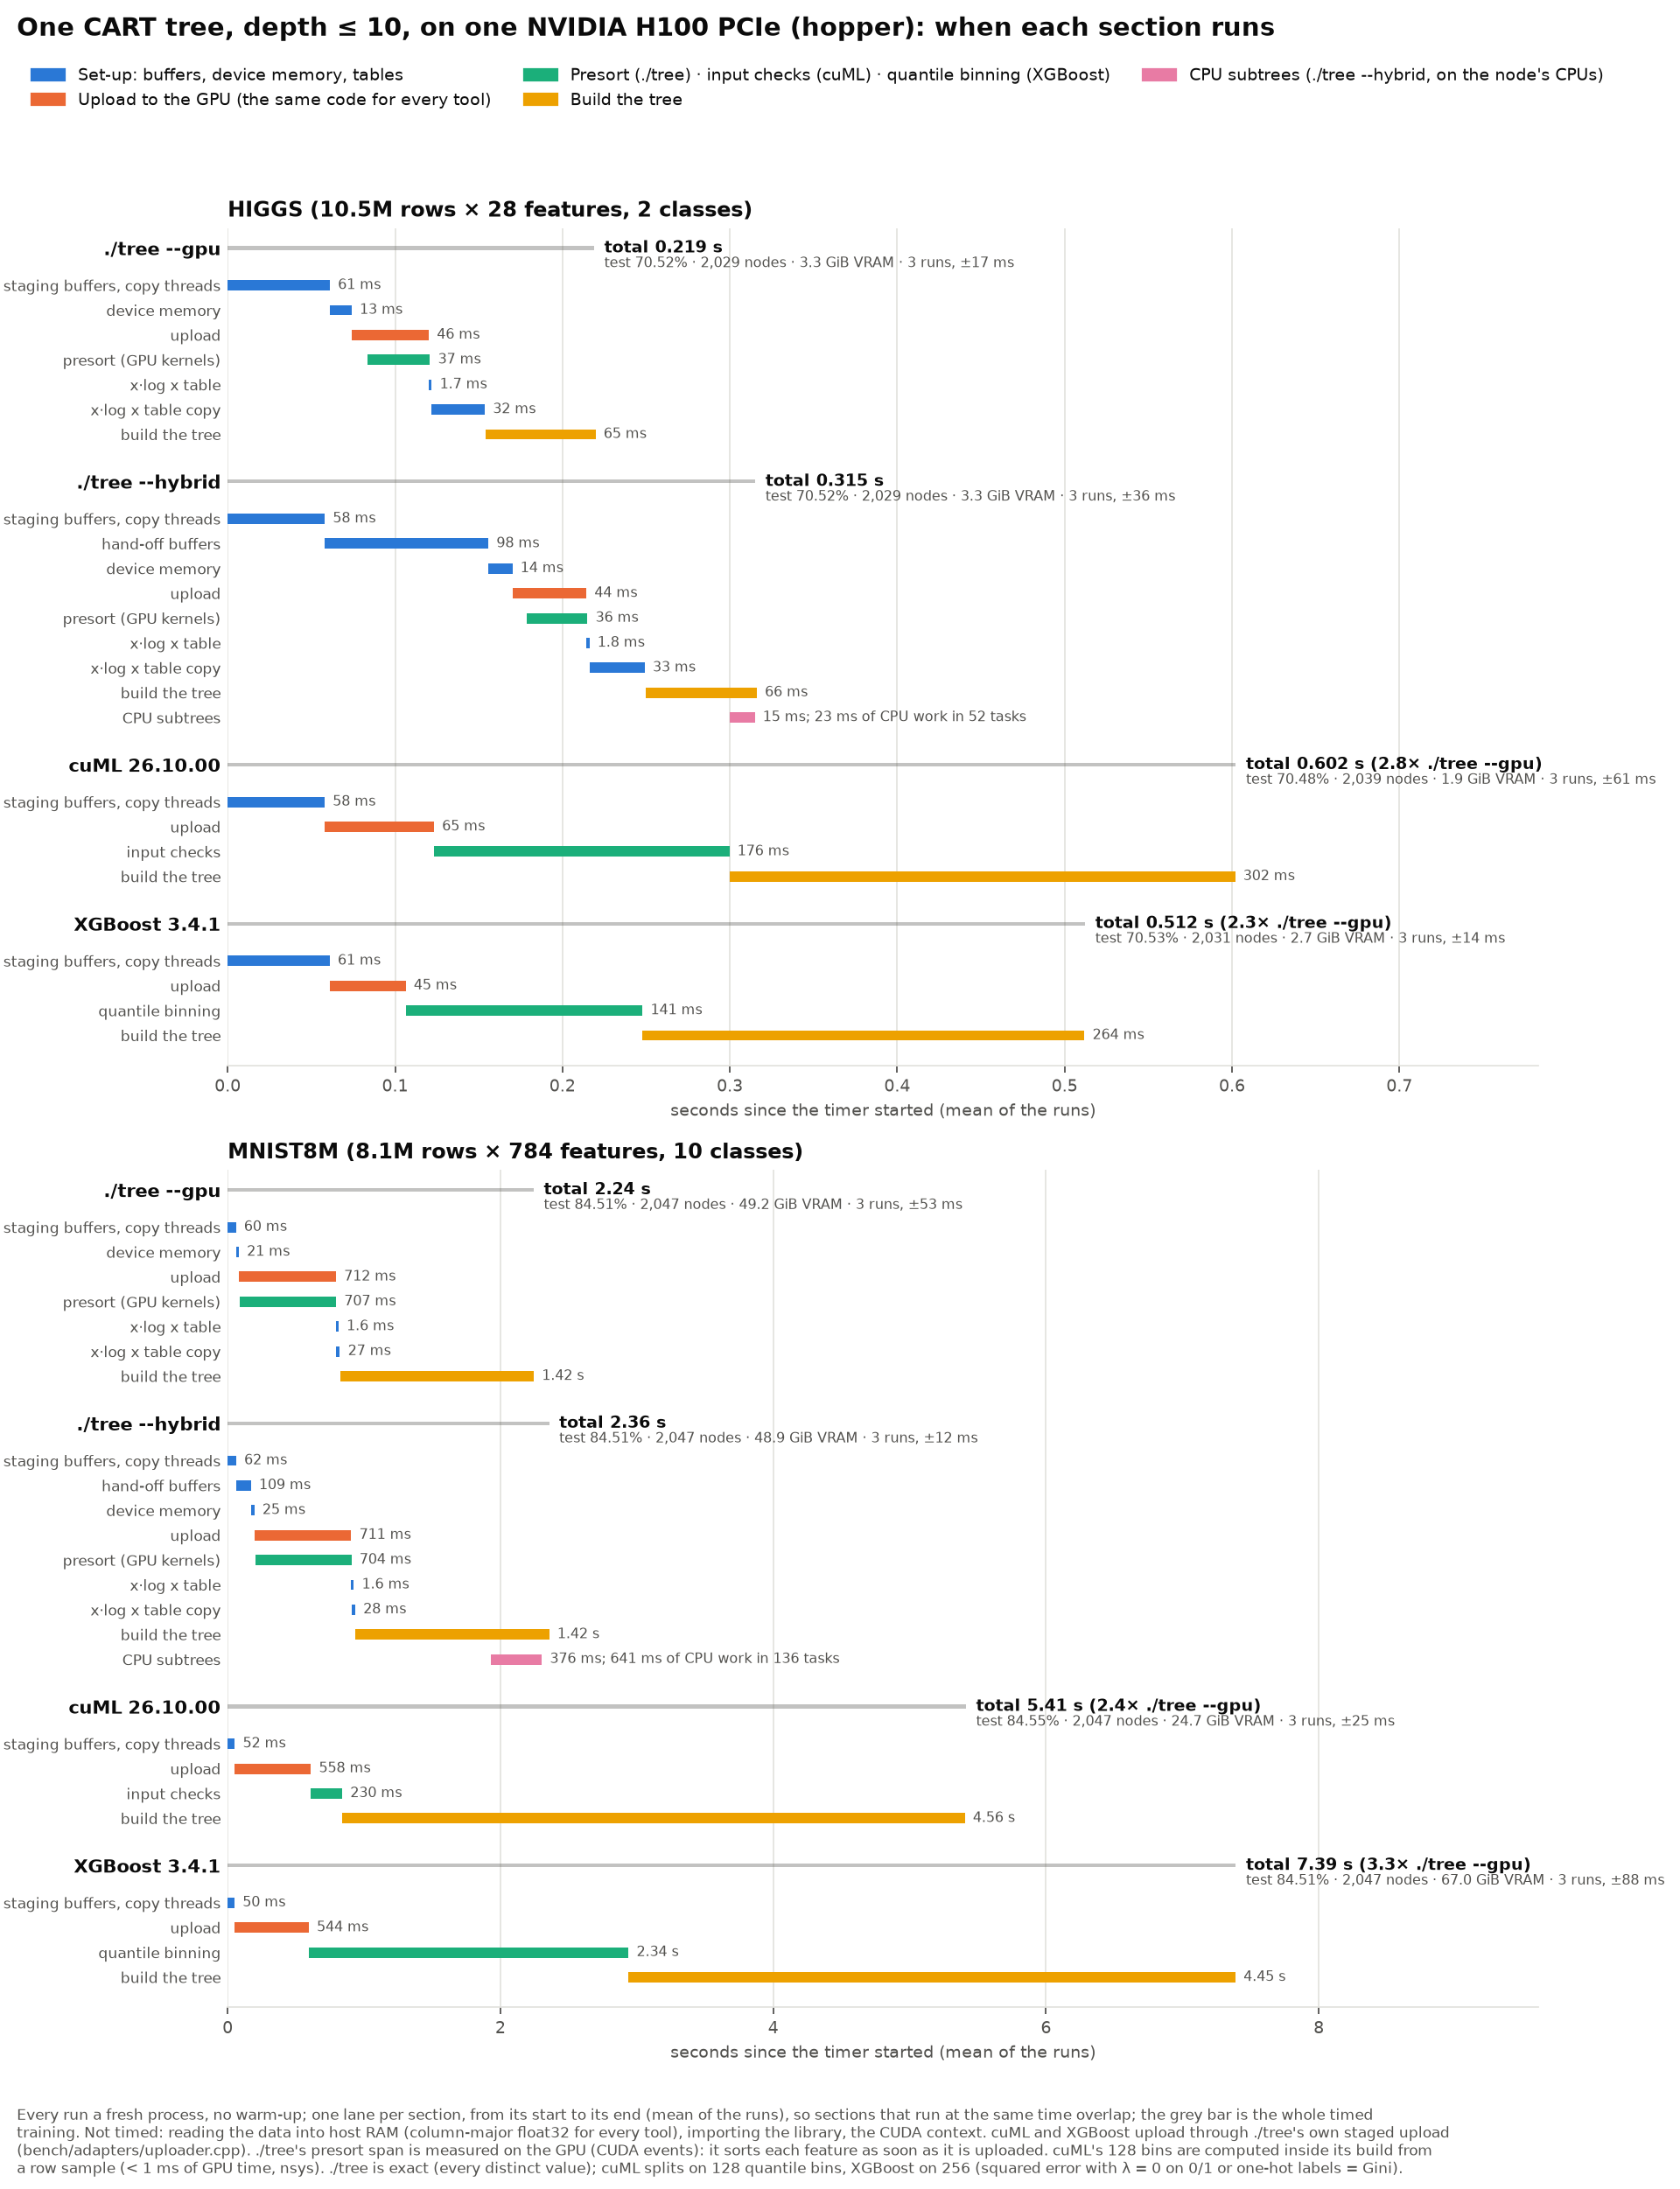 One CART tree, depth ≤ 10, on one NVIDIA H100 PCIe (hopper): when each section runs
Set-up: buffers, device memory, tables
Presort (./tree) · input checks (cuML) · quantile binning (XGBoost)
CPU subtrees (./tree --hybrid, on the node's CPUs)
Upload to the GPU (the same code for every tool)
Build the tree
HIGGS (10.5M rows × 28 features, 2 classes)
./tree --gpu
total 0.219 s
test 70.52% · 2,029 nodes · 3.3 GiB VRAM · 3 runs, ±17 ms
staging buffers, copy threads 61 ms
device memory 13 ms
upload 46 ms
presort (GPU kernels) 37 ms
x·log x table 1.7 ms
x·log x table copy 32 ms
build the tree 65 ms
./tree --hybrid
total 0.315 s
test 70.52% · 2,029 nodes · 3.3 GiB VRAM · 3 runs, ±36 ms
staging buffers, copy threads 58 ms
hand-off buffers 98 ms
device memory 14 ms
upload 44 ms
presort (GPU kernels) 36 ms
x·log x table 1.8 ms
x·log x table copy 33 ms
build the tree 66 ms
CPU subtrees 15 ms; 23 ms of CPU work in 52 tasks
cuML 26.10.00
total 0.602 s (2.8× ./tree --gpu)
test 70.48% · 2,039 nodes · 1.9 GiB VRAM · 3 runs, ±61 ms
staging buffers, copy threads 58 ms
upload 65 ms
input checks 176 ms
build the tree 302 ms
XGBoost 3.4.1
total 0.512 s (2.3× ./tree --gpu)
test 70.53% · 2,031 nodes · 2.7 GiB VRAM · 3 runs, ±14 ms
staging buffers, copy threads 61 ms
upload 45 ms
quantile binning 141 ms
build the tree 264 ms
0.0 0.1 0.2 0.3 0.4 0.5 0.6 0.7
seconds since the timer started (mean of the runs)
MNIST8M (8.1M rows × 784 features, 10 classes)
./tree --gpu
total 2.24 s
test 84.51% · 2,047 nodes · 49.2 GiB VRAM · 3 runs, ±53 ms
staging buffers, copy threads 60 ms
device memory 21 ms
upload 712 ms
presort (GPU kernels) 707 ms
x·log x table 1.6 ms
x·log x table copy 27 ms
build the tree 1.42 s
./tree --hybrid
total 2.36 s
test 84.51% · 2,047 nodes · 48.9 GiB VRAM · 3 runs, ±12 ms
staging buffers, copy threads 62 ms
hand-off buffers 109 ms
device memory 25 ms
upload 711 ms
presort (GPU kernels) 704 ms
x·log x table 1.6 ms
x·log x table copy 28 ms
build the tree 1.42 s
CPU subtrees 376 ms; 641 ms of CPU work in 136 tasks
cuML 26.10.00
total 5.41 s (2.4× ./tree --gpu)
test 84.55% · 2,047 nodes · 24.7 GiB VRAM · 3 runs, ±25 ms
staging buffers, copy threads 52 ms
upload 558 ms
input checks 230 ms
build the tree 4.56 s
XGBoost 3.4.1
total 7.39 s (3.3× ./tree --gpu)
test 84.51% · 2,047 nodes · 67.0 GiB VRAM · 3 runs, ±88 ms
staging buffers, copy threads 50 ms
upload 544 ms
quantile binning 2.34 s
build the tree 4.45 s
0 2 4 6 8
seconds since the timer started (mean of the runs)
Every run a fresh process, no warm-up; one lane per section, from its start to its end (mean of the runs), so sections that run at the same time overlap; the grey bar is the whole timed
training. Not timed: reading the data into host RAM (column-major float32 for every tool), importing the library, the CUDA context. cuML and XGBoost upload through ./tree's own staged upload
(bench/adapters/uploader.cpp). ./tree's presort span is measured on the GPU (CUDA events): it sorts each feature as soon as it is uploaded. cuML's 128 bins are computed inside its build from
a row sample (< 1 ms of GPU time, nsys). ./tree is exact (every distinct value); cuML splits on 128 quantile bins, XGBoost on 256 (squared error with λ = 0 on 0/1 or one-hot labels = Gini).